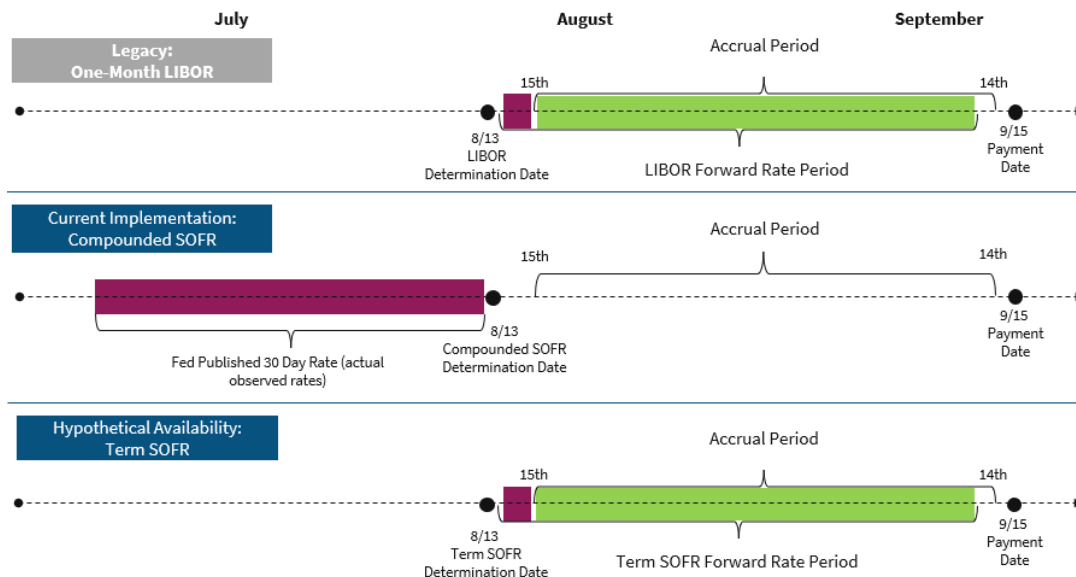 July
August
September
Legacy:
One-Month LIBOR
Accrual Period
15th
14th
8/13
LIBOR
Determination Date
LIBOR Forward Rate Period
9/15
Payment
Date
Current Implementation:
Compounded SOFR
Accrual Period
15th
14th
Fed Published 30 Day Rate (actual
observed rates)
8/13
Compounded SOFR
Determination Date
9/15
Payment
Date
Hypothetical Availability:
Term SOFR
Accrual Period
15th
14th
8/13
Term SOFR
Determination Date
Term SOFR Forward Rate Period
9/15
Payment
Date